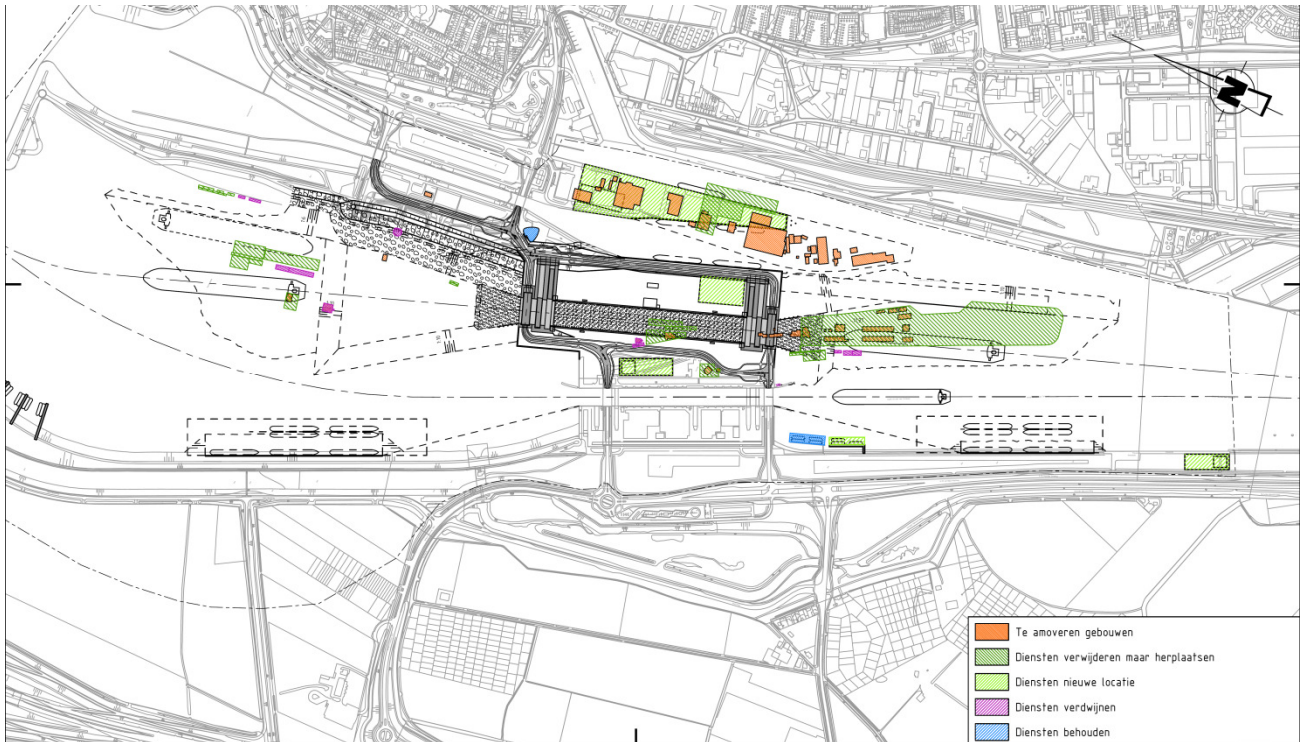 N
Te amoveren gebouwen
Diensten verwijderen maar herplaatsen
Diensten nieuwe locatie
Diensten verdwijnen
Diensten behouden